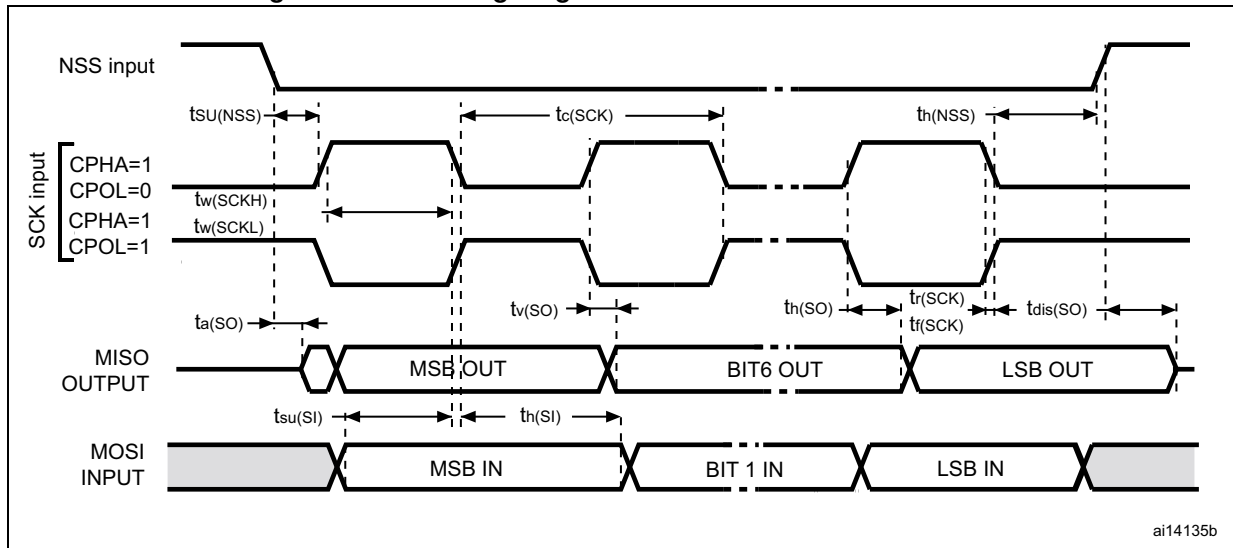 NSS input
tSU(NSS)
tc(SCK)
th(NSS)
SCK input
CPHA=1
CPOL=0
tw(SCKH)
CPHA=1
tw(SCKL)
CPOL=1
ta(SO)
tv(SO)
th(SO)
tr(SCK)
tf(SCK)
tdis(SO)
MISO
OUTPUT
MSB OUT
BIT6 OUT
LSB OUT
tsu(SI)
th(SI)
MOSI
INPUT
MSB IN
BIT 1 IN
LSB IN
ai14135b